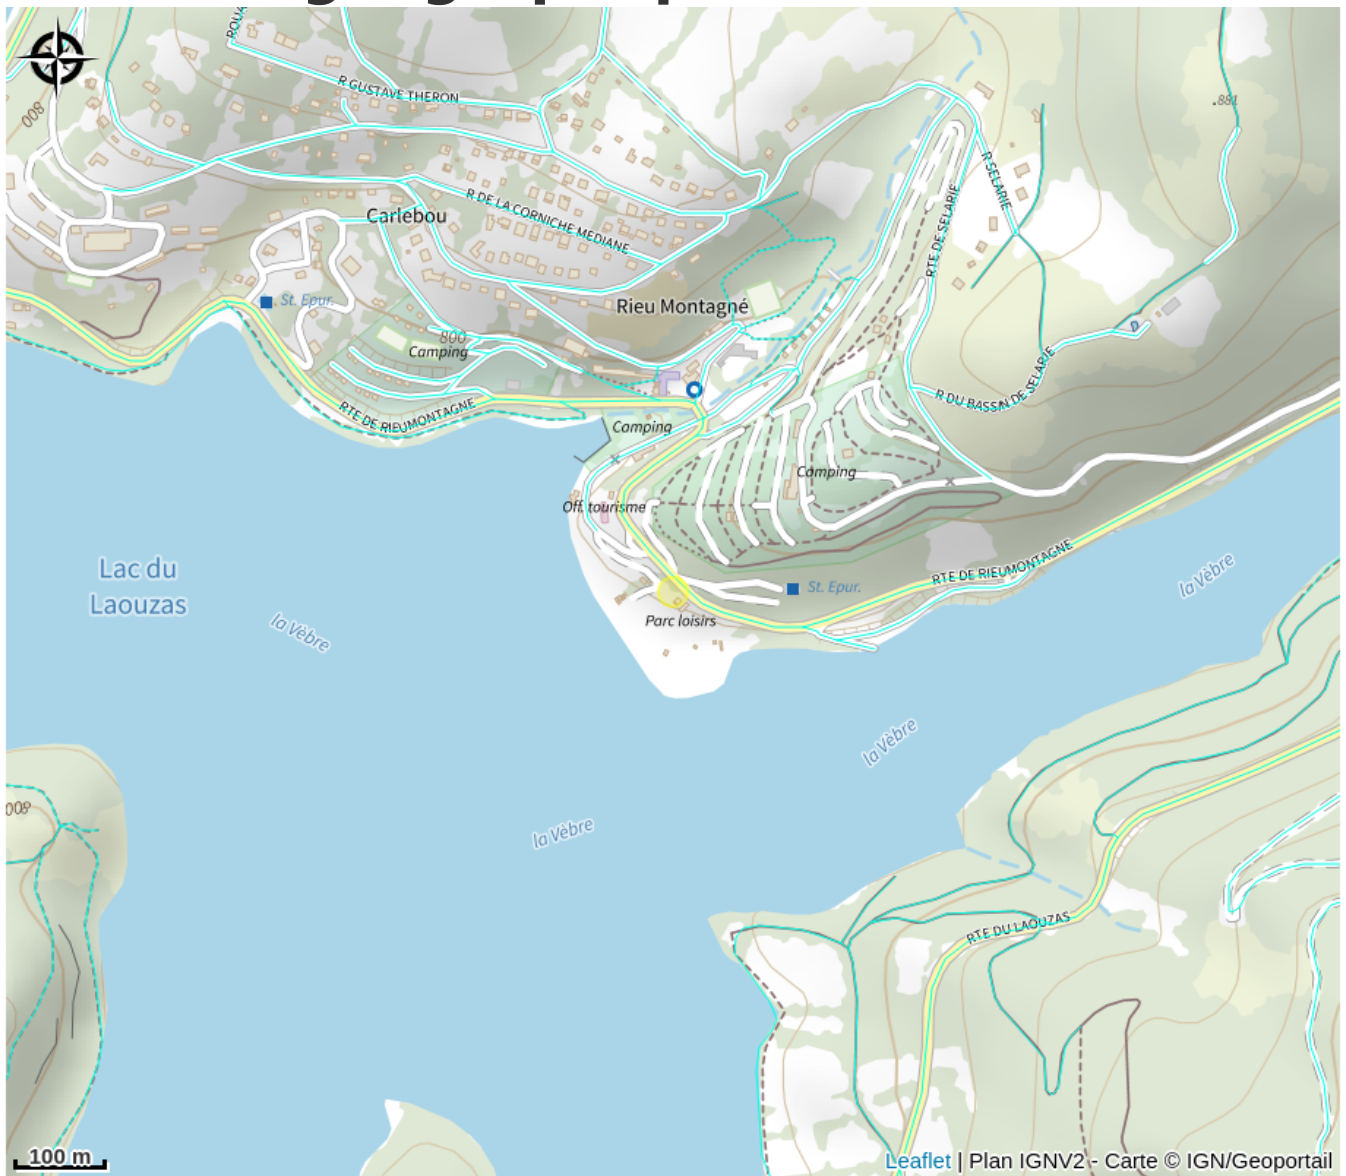 ROUA
R GUSTAVE THERON
800
.881
R SELARIE
R DE LA CORNICHE MEDIANE
Carlebou
RTE DE SELARIE
St. Epur.
Rieu Montagné
D
800
Camping
R DU BASSIN DE SELARIE
RTE DE RIEUMONTAGNE
Camping
Camping
Off. tourisme
RTE DE RIEUMONTAGNE
Lac du
Laouzas
la Vèbre
St. Epur.
la Vèbre
Parc loisirs
la Vèbre
la Vèbre
800
RTE DU LAOUZAS
100 m
Leaflet | Plan IGNV2 - Carte © IGN/Geoportail